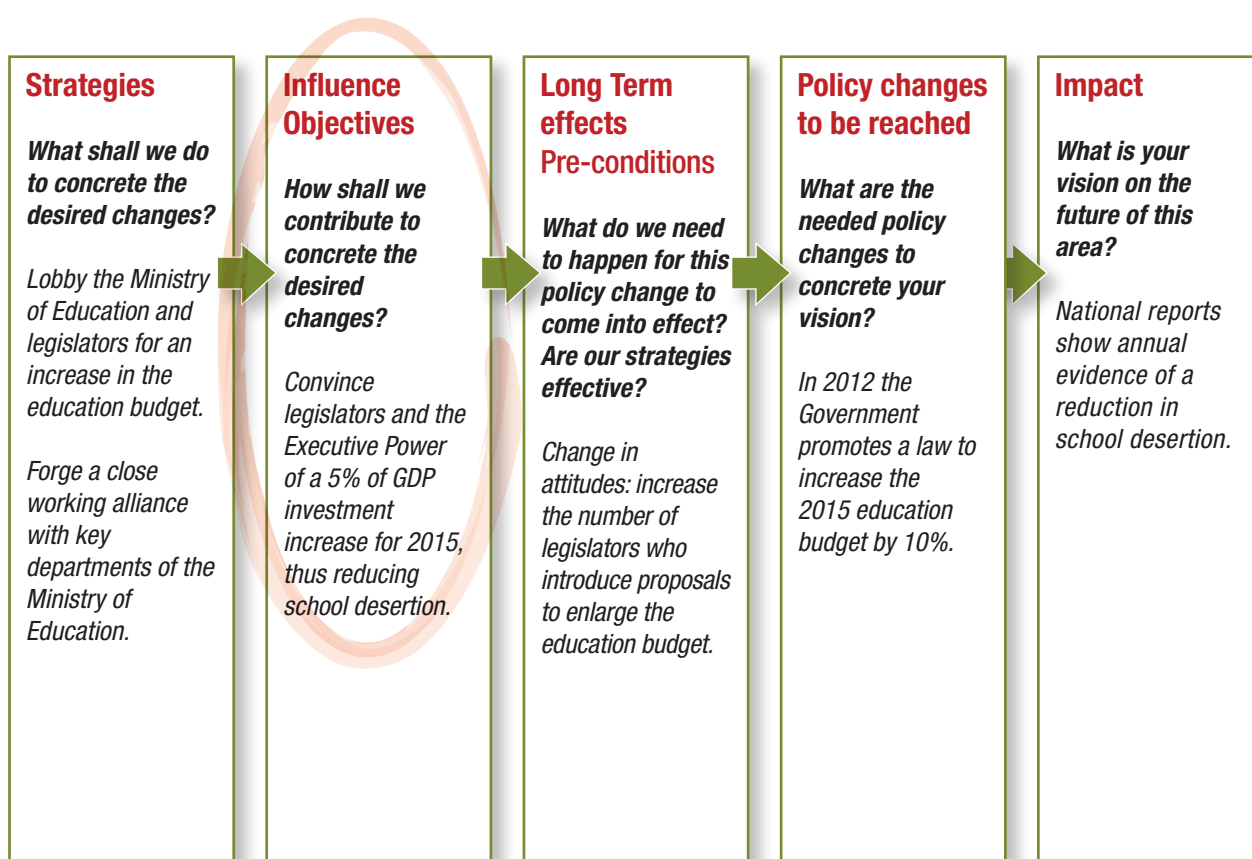 Strategies
What shall we do
to concrete the
desired changes?
Lobby the Ministry
of Education and
legislators for an
increase in the
education budget.
Forge a close
working alliance
with key
departments of the
Ministry of
Education.
Influence
Objectives
How shall we
contribute to
concrete the
desired
changes?
Convince
legislators and the
Executive Power
of a 5% of GDP
investment
increase for 2015,
thus reducing
school desertion.
Long Term
effects
Pre-conditions
What do we need
to happen for this
policy change to
come into effect?
Are our strategies
effective?
Change in
attitudes: increase
the number of
legislators who
introduce proposals
to enlarge the
education budget.
Policy changes
to be reached
What are the
needed policy
changes to
concrete your
vision?
In 2012 the
Government
promotes a law to
increase the
2015 education
budget by 10%.
Impact
What is your
vision on the
future of this
area?
National reports
show annual
evidence of a
reduction in
school desertion.